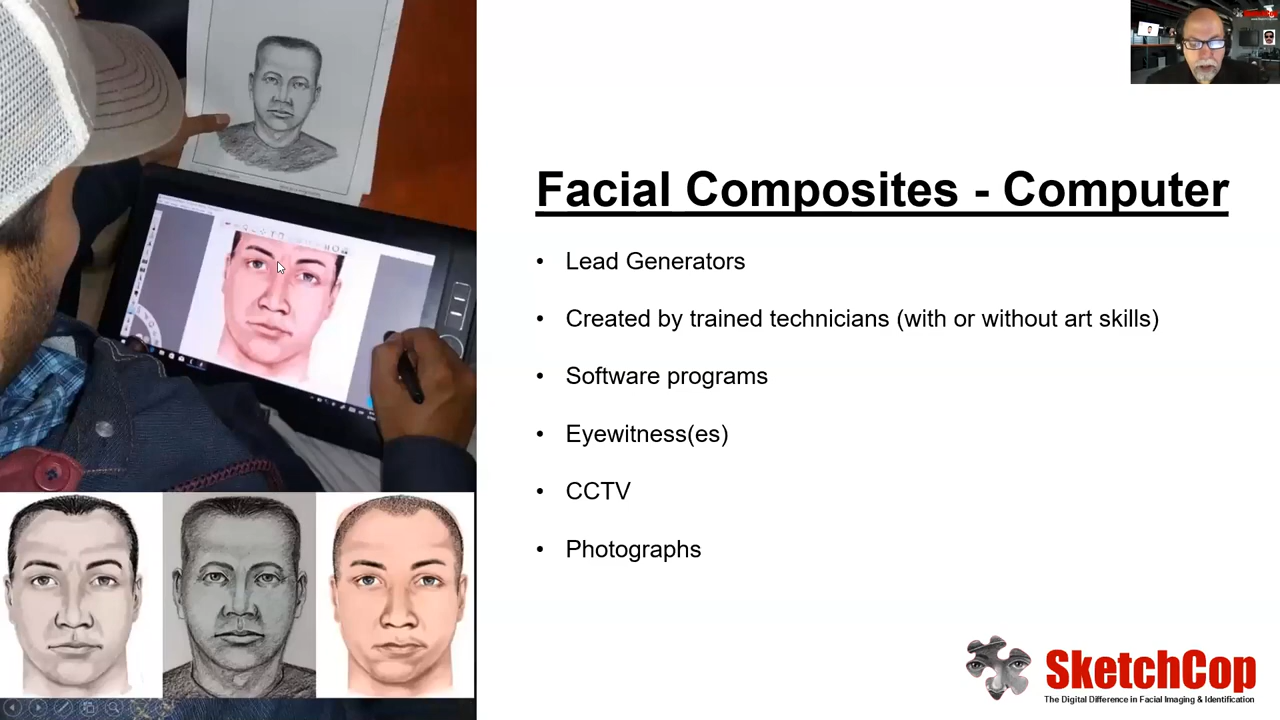 Facial Composites - Computer
• Lead Generators
• Created by trained technicians (with or without art skills)
• Software programs
• Eyewitness(es)
• CCTV
• Photographs
SketchCop
The Digital Difference in Facial Imaging & Identification